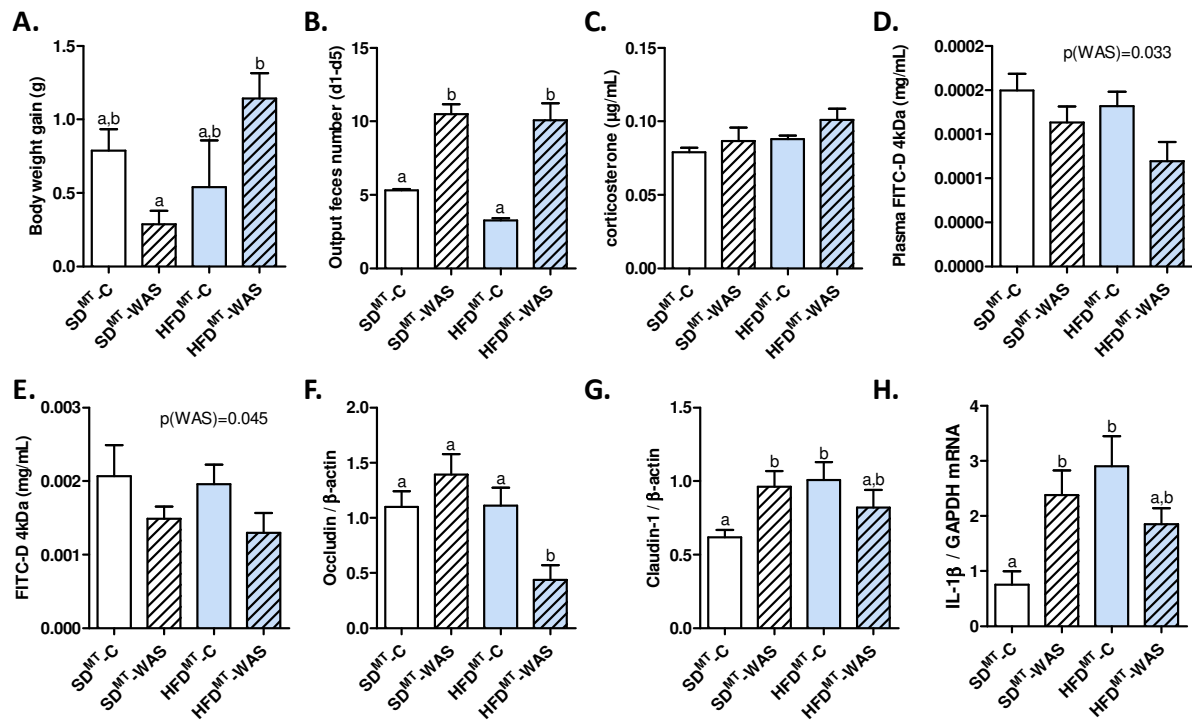 A.
Body weight gain (g)
1.5
1.0
0.5
0.0
a,b
a
a,b
b
SD^MT-C
SD^MT-WAS
HFD^MT-C
HFD^MT-WAS
B.
Output feces number (d1-d5)
15
10
5
0
a
b
a
b
SD^MT-C
SD^MT-WAS
HFD^MT-C
HFD^MT-WAS
C.
corticosterone (µg/mL)
0.15
0.10
0.05
0.00
SD^MT-C
SD^MT-WAS
HFD^MT-C
HFD^MT-WAS
D.
Plasma FITC-D 4kDa (mg/mL)
0.0002
0.0002
0.0001
0.0001
0.0000
0.0000
p(WAS)=0.033
SD^MT-C
SD^MT-WAS
HFD^MT-C
HFD^MT-WAS
E.
FITC-D 4kDa (mg/mL)
0.003
0.002
0.001
0.000
p(WAS)=0.045
SD^MT-C
SD^MT-WAS
HFD^MT-C
HFD^MT-WAS
F.
Occludin / β-actin
2.0
1.5
1.0
0.5
0.0
a
a
a
b
SD^MT-C
SD^MT-WAS
HFD^MT-C
HFD^MT-WAS
G.
Claudin-1 / β-actin
1.5
1.0
0.5
0.0
a
b
b
a,b
SD^MT-C
SD^MT-WAS
HFD^MT-C
HFD^MT-WAS
H.
IL-1β / GAPDH mRNA
4
3
2
1
0
a
b
b
a,b
SD^MT-C
SD^MT-WAS
HFD^MT-C
HFD^MT-WAS